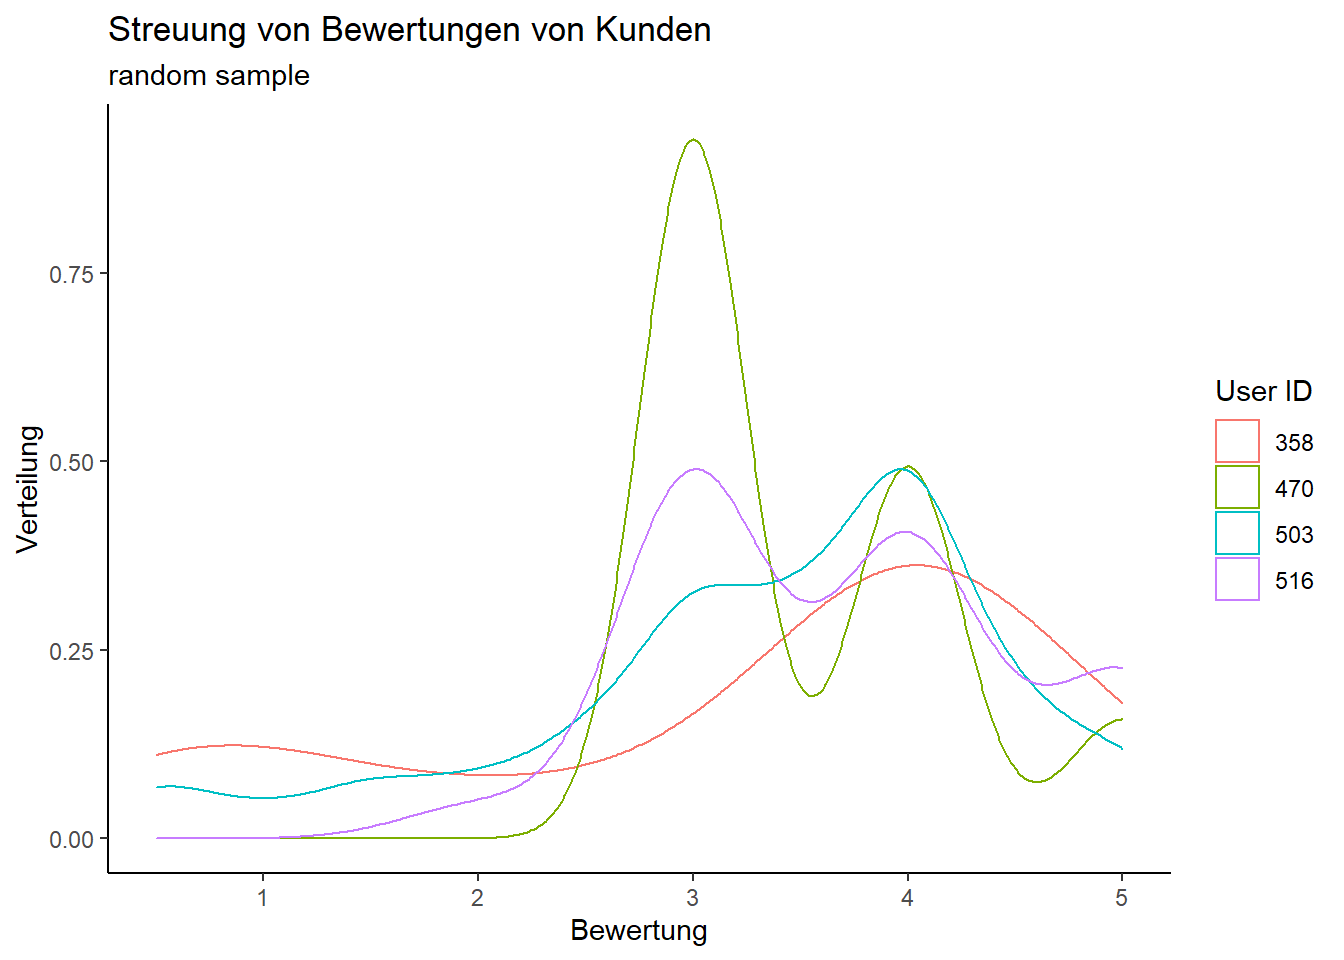 Streuung von Bewertungen von Kunden
random sample
Verteilung
0.75
0.50
0.25
0.00
1 2 3 4 5
Bewertung
User ID
358
470
503
516